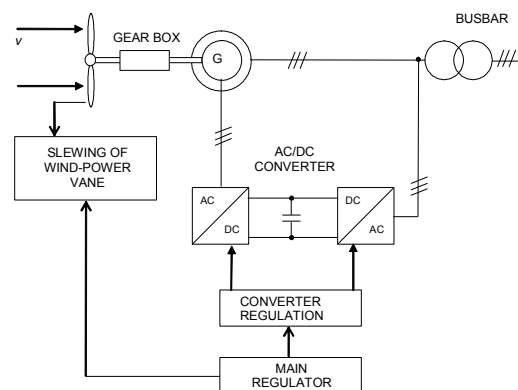 BUSBAR
v
GEAR BOX
G
AC/DC
CONVERTER
SLEWING OF
WIND-POWER
VANE
AC
DC
DC
AC
CONVERTER
REGULATION
MAIN
REGULATOR